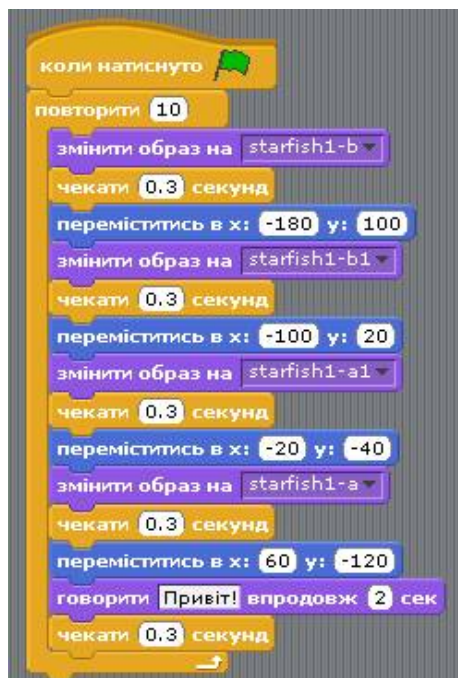 коли натиснуто
повторити 10
змінити образ на starfish1-b
чекати 0.3 секунд
переміститись в x: -180 y: 100
змінити образ на starfish1-b1
чекати 0.3 секунд
переміститись в x: -100 y: 20
змінити образ на starfish1-a1
чекати 0.3 секунд
переміститись в x: -20 y: -40
змінити образ на starfish1-a
чекати 0.3 секунд
переміститись в x: 60 y: -120
говорити Привіт! впродовж 2 сек
чекати 0.3 секунд